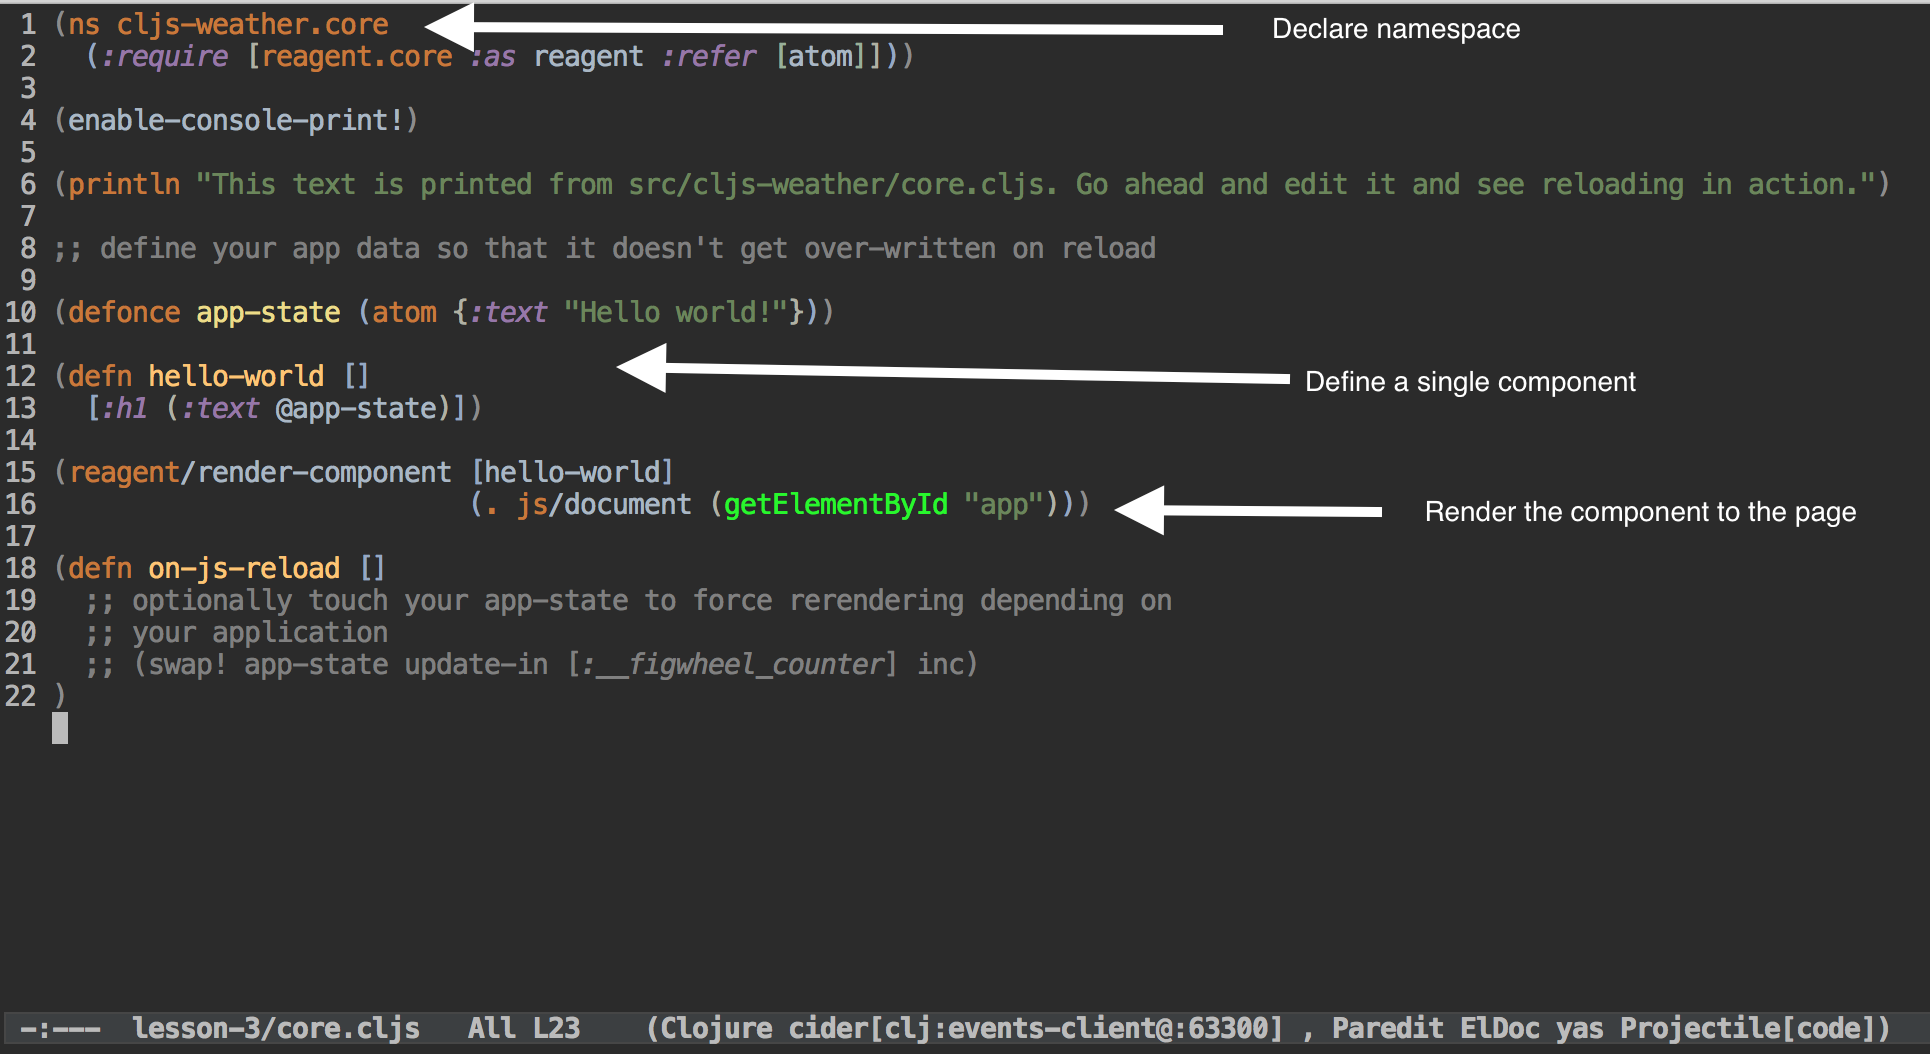 1 (ns cljs-weather.core
Declare namespace
2   (:require [reagent.core :as reagent :refer [atom]]))
3
4 (enable-console-print!)
5
6 (println "This text is printed from src/cljs-weather/core.cljs. Go ahead and edit it and see reloading in action.")
7
8 ;; define your app data so that it doesn't get over-written on reload
9
10 (defonce app-state (atom {:text "Hello world!"}))
11
12 (defn hello-world []
Define a single component
13   [:h1 (:text @app-state)])
14
15 (reagent/render-component [hello-world]
16                           (. js/document (getElementById "app")))
Render the component to the page
17
18 (defn on-js-reload []
19   ;; optionally touch your app-state to force rerendering depending on
20   ;; your application
21   ;; (swap! app-state update-in [:__figwheel_counter] inc)
22 )
-:---  lesson-3/core.cljs   All L23    (Clojure cider[clj:events-client@:63300] , Paredit ElDoc yas Projectile[code])